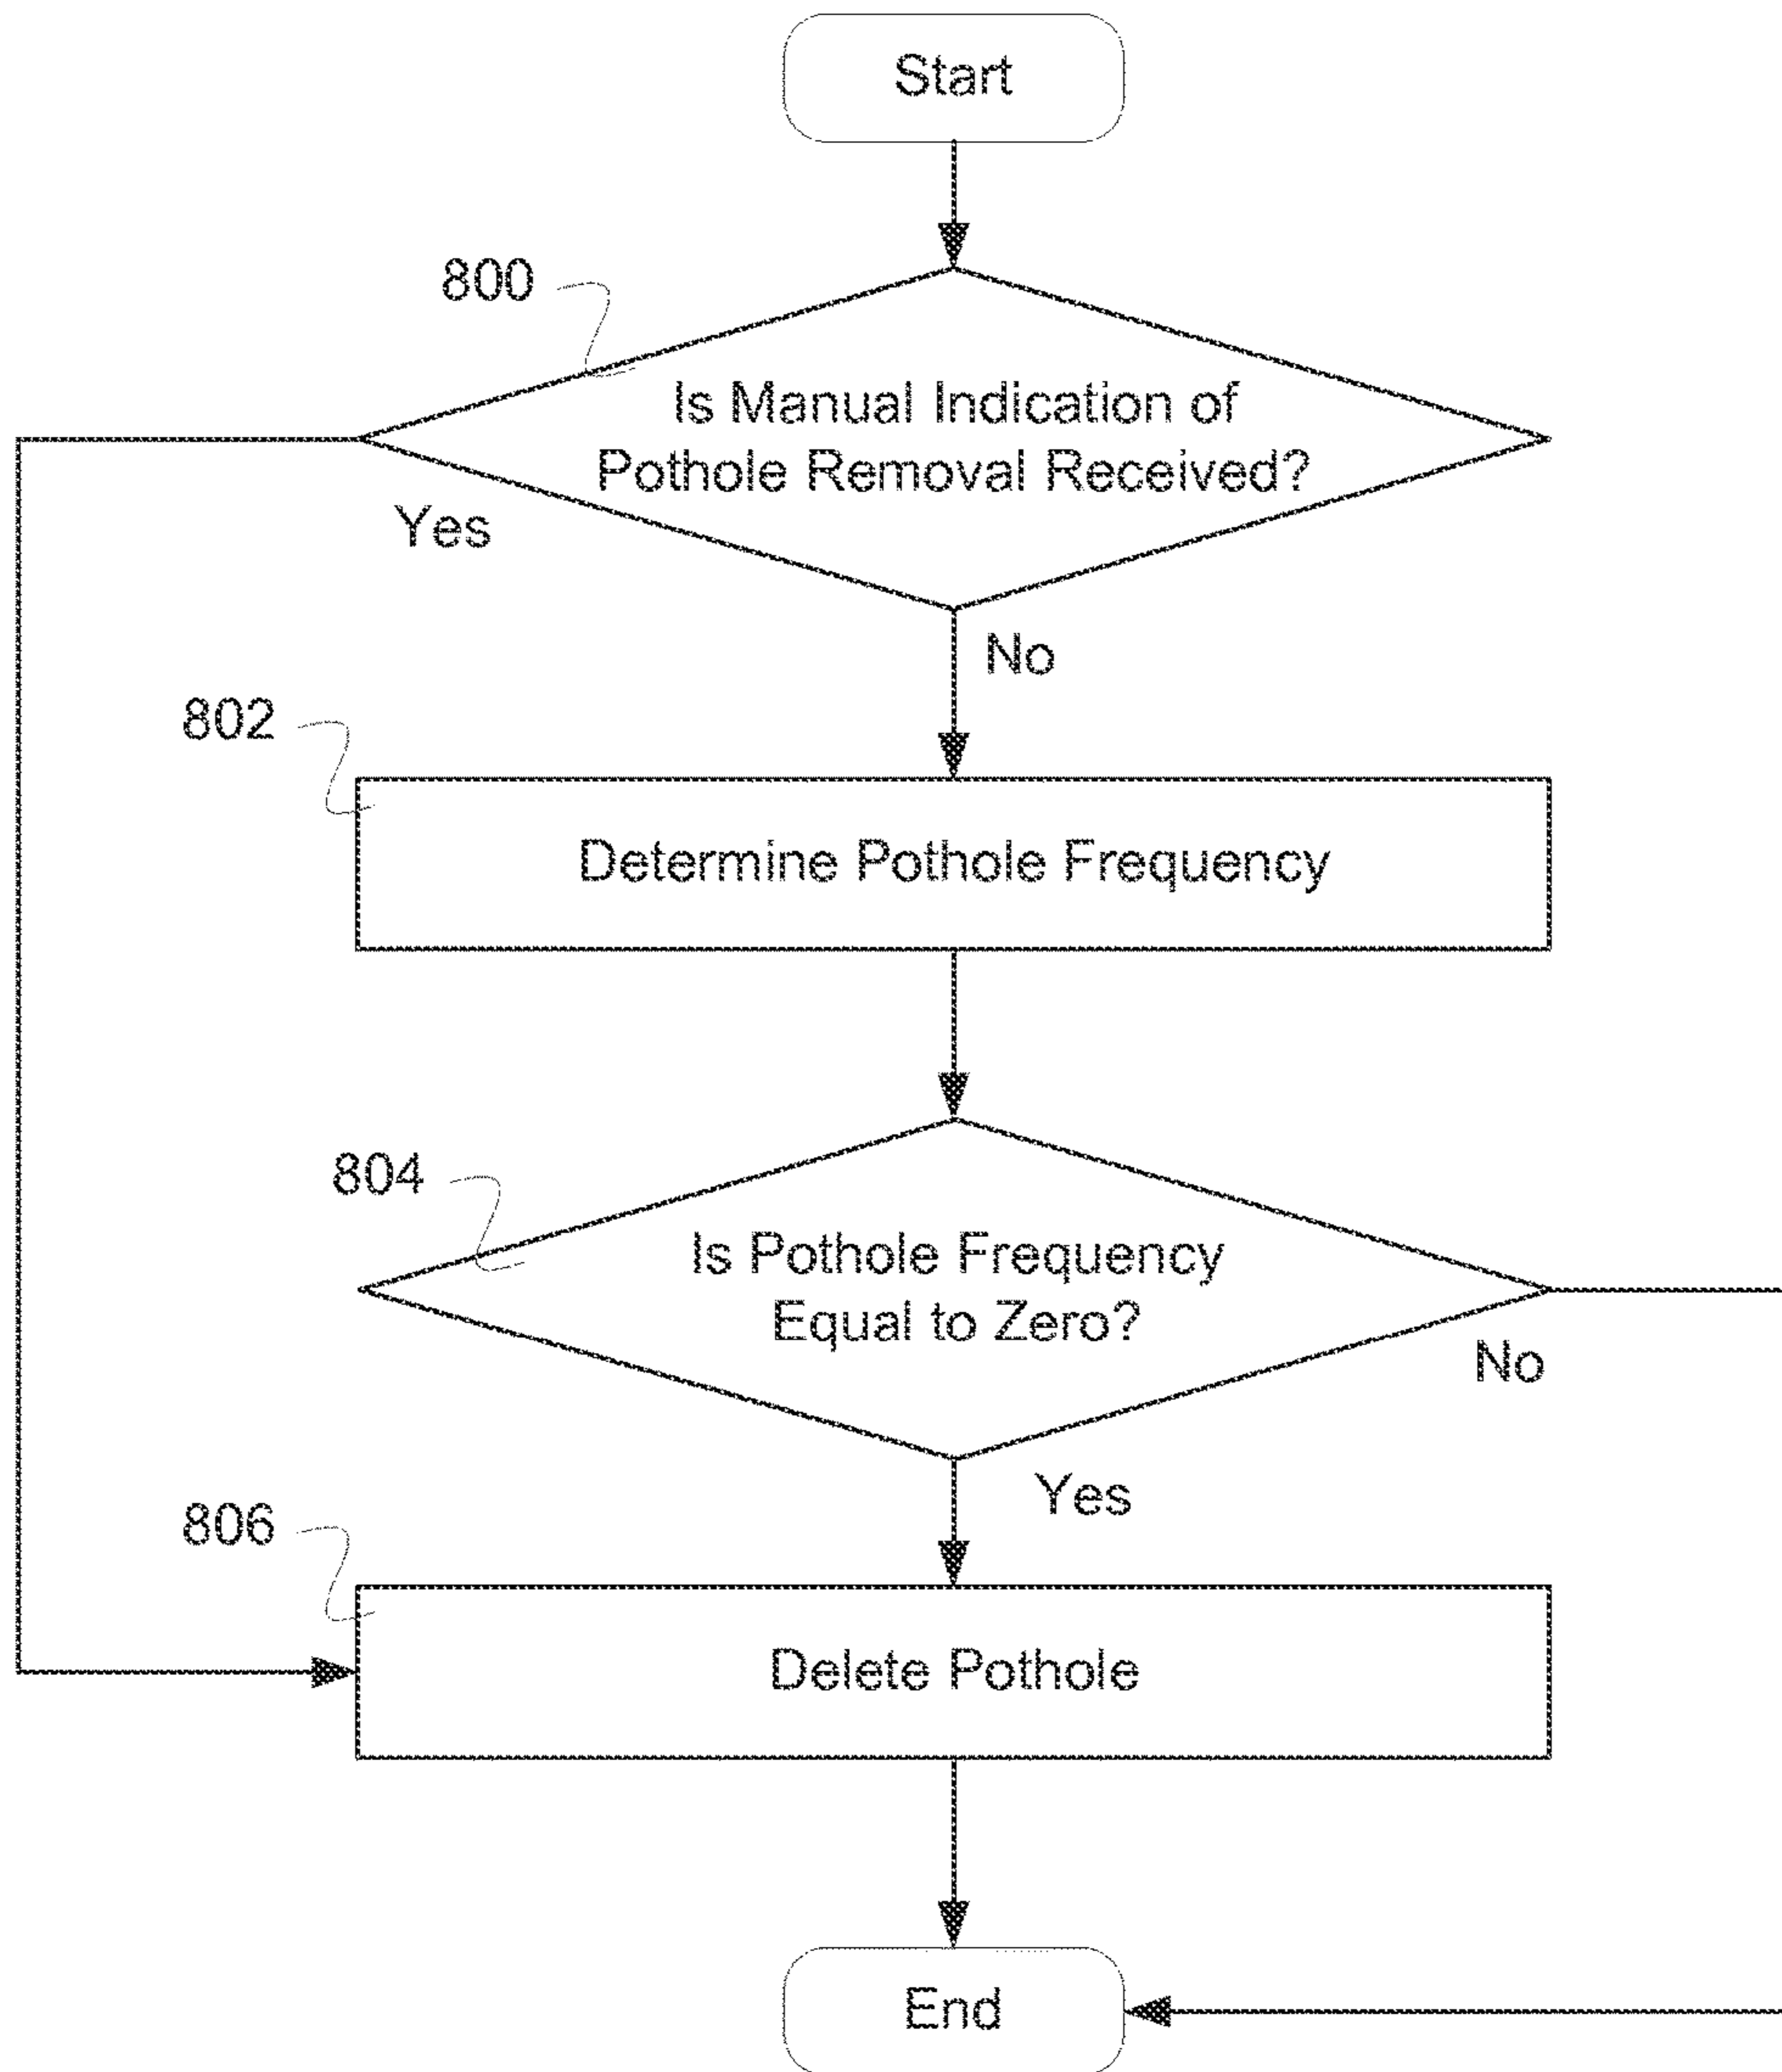 Start
800
Is Manual Indication of
Pothole Removal Received?
Yes
No
802
Determine Pothole Frequency
804
Is Pothole Frequency
Equal to Zero?
No
Yes
806
Delete Pothole
End